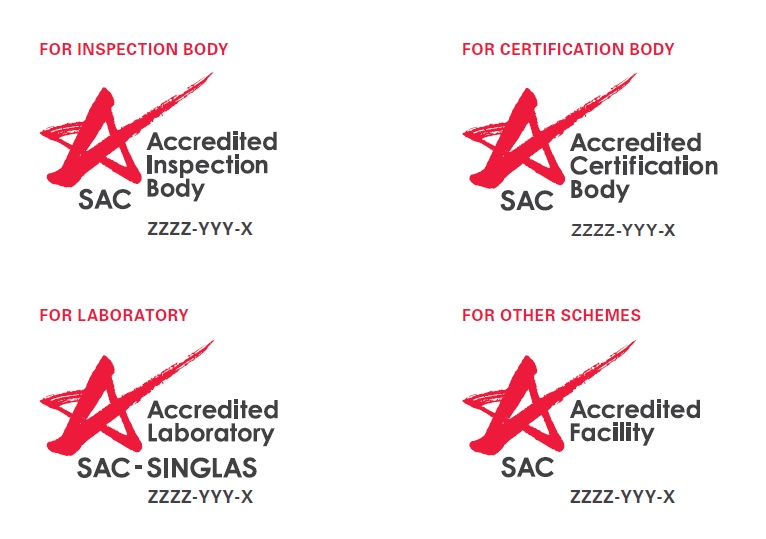 FOR INSPECTION BODY
Accredited
Inspection
Body
SAC
ZZZZ-YYY-X
FOR CERTIFICATION BODY
Accredited
Certification
Body
SAC
ZZZZ-YYY-X
FOR LABORATORY
Accredited
Laboratory
SAC-SINGLAS
ZZZZ-YYY-X
FOR OTHER SCHEMES
Accredited
Facility
SAC
ZZZZ-YYY-X